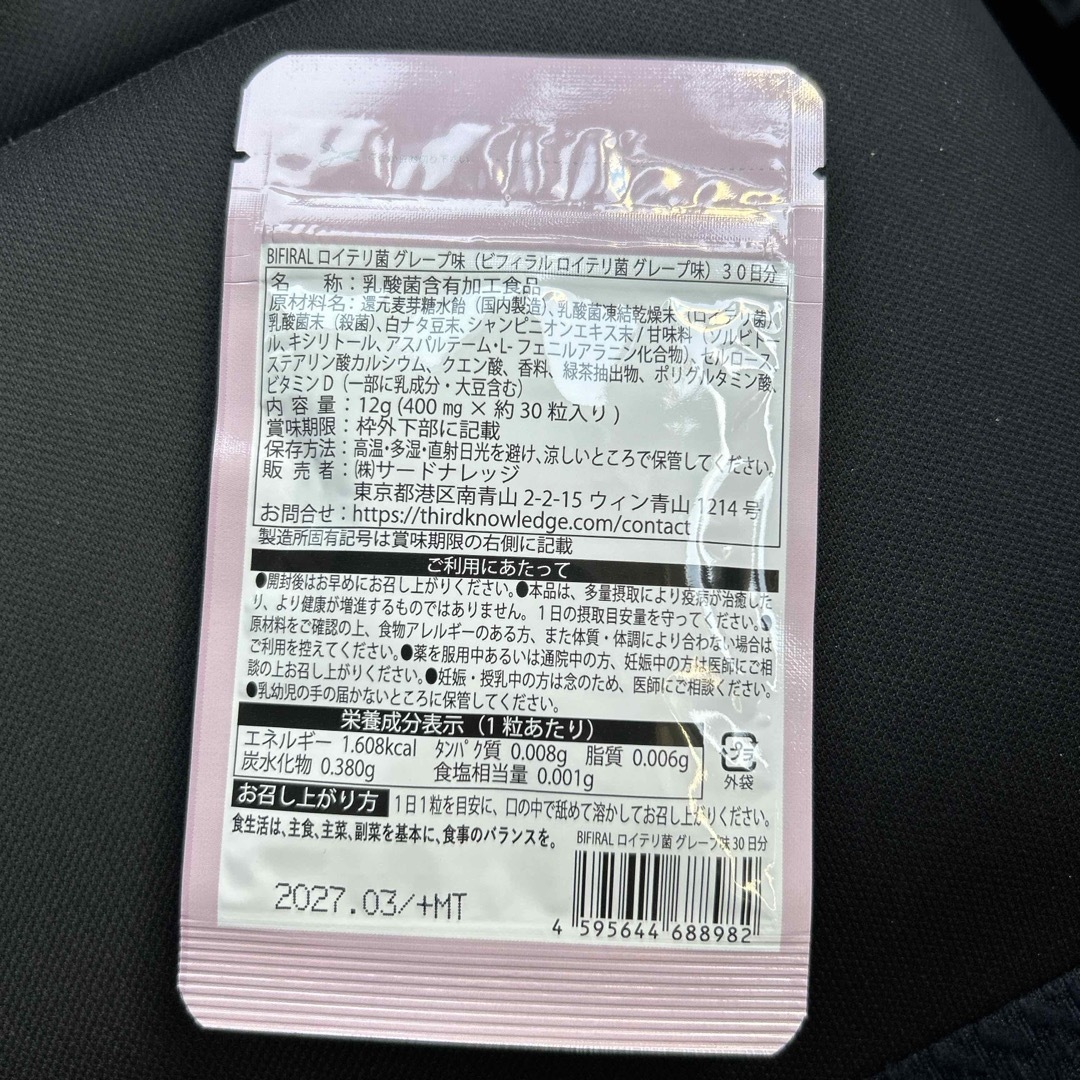 BIFIRAL ロイテリ菌 グレープ味（ビフィラル ロイテリ菌 グレープ味）３０日分
名　　称：乳酸菌含有加工食品
原材料名：還元麦芽糖水飴（国内製造）、乳酸菌凍結乾燥末（ロイテリ菌）、
乳酸菌末（殺菌）、白ナタ豆末、シャンピニオンエキス末 / 甘味料（ソルビトー
ル、キシリトール、アスパルテーム・L-フェニルアラニン化合物）、セルロース、
ステアリン酸カルシウム、クエン酸、香料、緑茶抽出物、ポリグルタミン酸、
ビタミンD（一部に乳成分・大豆含む）
内 容 量：12g (400 mg × 約 30 粒入り )
賞味期限：枠外下部に記載
保存方法：高温・多湿・直射日光を避け、涼しいところで保管してください。
販 売 者：㈱サードナレッジ
東京都港区南青山 2-2-15 ウィン青山 1214 号
お問合せ：https://thirdknowledge.com/contact
製造所固有記号は賞味期限の右側に記載
ご利用にあたって
●開封後はお早めにお召し上がりください。●本品は、多量摂取により疾病が治癒した
り、より健康が増進するものではありません。１日の摂取目安量を守ってください。●
原材料をご確認の上、食物アレルギーのある方、また体質・体調により合わない場合は
ご利用を控えてください。●薬を服用中あるいは通院中の方、妊娠中の方は医師にご相
談の上お召し上がりください。●妊娠・授乳中の方は念のため、医師にご相談ください。
●乳幼児の手の届かないところに保管してください。
栄養成分表示（１粒あたり）
エネルギー 1.608kcal タンパク質 0.008g 脂質 0.006g
炭水化物 0.380g 食塩相当量 0.001g
プラ
外袋
お召し上がり方 １日１粒を目安に、口の中で舐めて溶かしてお召し上がりください。
食生活は、主食、主菜、副菜を基本に、食事のバランスを。
BIFIRAL ロイテリ菌 グレープ味 30 日分
2027.03/+MT
4 595644 688982